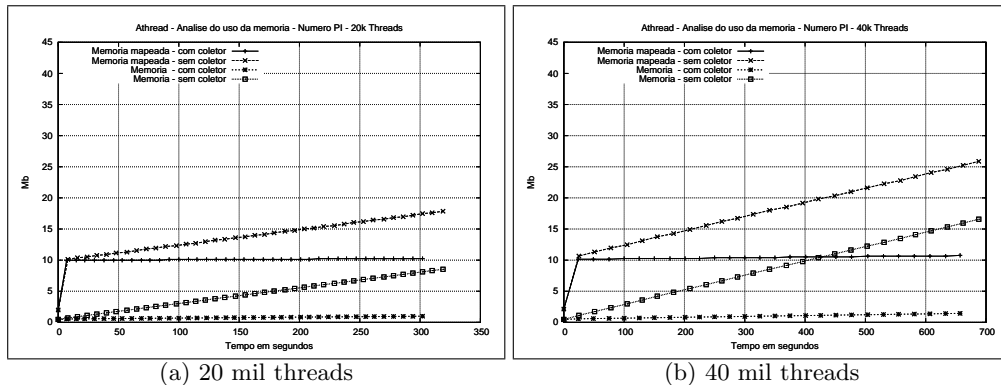 Athread - Analise do uso da memoria - Numero PI - 20k Threads
45
40
35
30
25
20
15
10
5
0
Mb
Memoria mapeada - com coletor
Memoria mapeada - sem coletor
Memoria - com coletor
Memoria - sem coletor
0 50 100 150 200 250 300 350
Tempo em segundos
(a) 20 mil threads
Athread - Analise do uso da memoria - Numero PI - 40k Threads
45
40
35
30
25
20
15
10
5
0
Mb
Memoria mapeada - com coletor
Memoria mapeada - sem coletor
Memoria - com coletor
Memoria - sem coletor
0 100 200 300 400 500 600 700
Tempo em segundos
(b) 40 mil threads